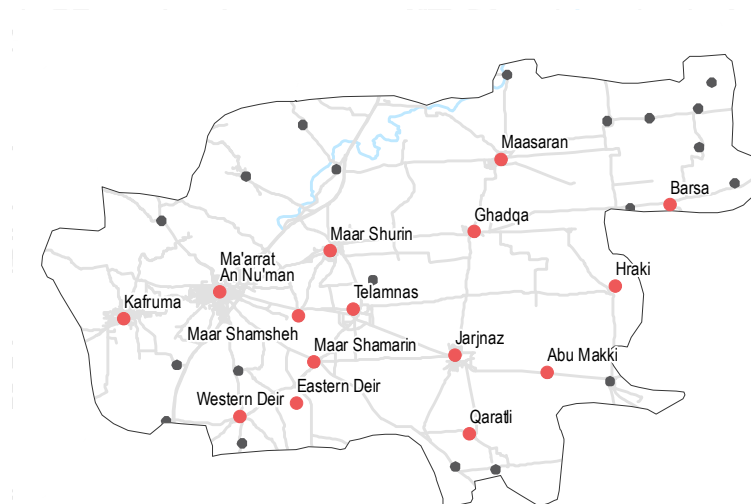 Maasaran
Barsa
Ghadqa
Maar Shurin
Ma'arrat
An Nu'man
Hraki
Telamnas
Kafruma
Maar Shamsheh
Jarjnaz
Maar Shamarin
Abu Makki
Eastern Deir
Western Deir
Qaratli